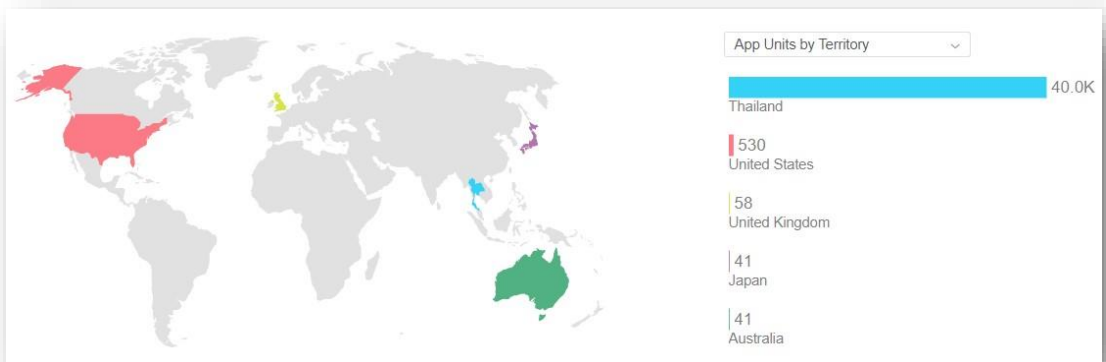 App Units by Territory
40.0K
Thailand
530
United States
58
United Kingdom
41
Japan
41
Australia